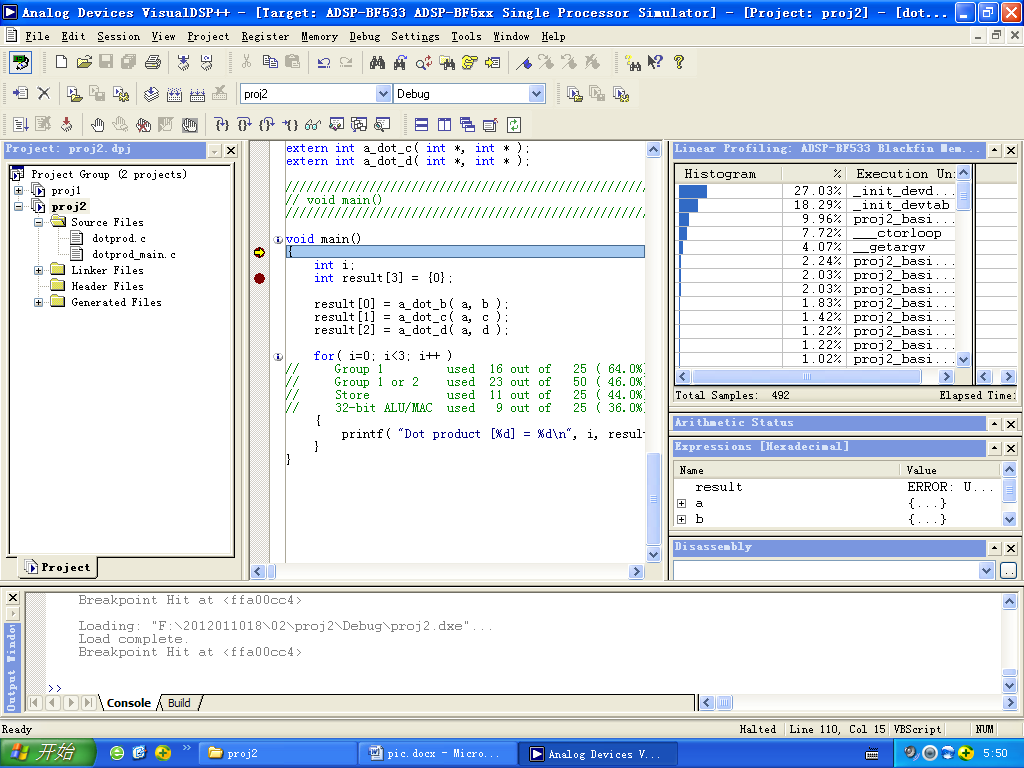 Analog Devices VisualDSP++ - [Target: ADSP-BF533 ADSP-BF5xx Single Processor Simulator] - [Project: proj2] - [dot...
File Edit Session View Project Register Memory Debug Settings Tools Window Help
proj2 Debug
Project: proj2.dpj
Project Group (2 projects)
proj1
proj2
Source Files
dotprod.c
dotprod_main.c
Linker Files
Header Files
Generated Files
Project
extern int a_dot_c( int *, int * );
extern int a_dot_d( int *, int * );
// void main()
void main()
{
int i;
int result[3] = {0};
result[0] = a_dot_b( a, b );
result[1] = a_dot_c( a, c );
result[2] = a_dot_d( a, d );
for( i=0; i<3; i++ )
// Group 1 used 16 out of 25 ( 64.0%
// Group 1 or 2 used 23 out of 50 ( 46.0%
// Store used 11 out of 25 ( 44.0%
// 32-bit ALU/MAC used 9 out of 25 ( 36.0%
{
printf( "Dot product [%d] = %d\n", i, resul
}
}
Linear Profiling: ADSP-BF533 Blackfin Mem...
Histogram % Execution Uni
27.03% _init_devd...
18.29% _init_devtab
9.96% proj2_basi...
7.72% ___ctorloop
4.07% __getargv
2.24% proj2_basi...
2.03% proj2_basi...
2.03% proj2_basi...
1.83% proj2_basi...
1.42% proj2_basi...
1.22% proj2_basi...
1.22% proj2_basi...
1.02% proj2_basi...
Total Samples: 492 Elapsed Time:
Arithmetic Status
Expressions [Hexadecimal]
Name Value
result ERROR: U...
a {...}
b {...}
Disassembly
Output Window
Breakpoint Hit at <ffa00cc4>
Loading: "F:\2012011018\02\proj2\Debug\proj2.dxe"...
Load complete.
Breakpoint Hit at <ffa00cc4>
>>
Console Build
Ready Halted Line 110, Col 15 VBScript NUM
开始 proj2 pic.docx - Micro... Analog Devices V... 5:50